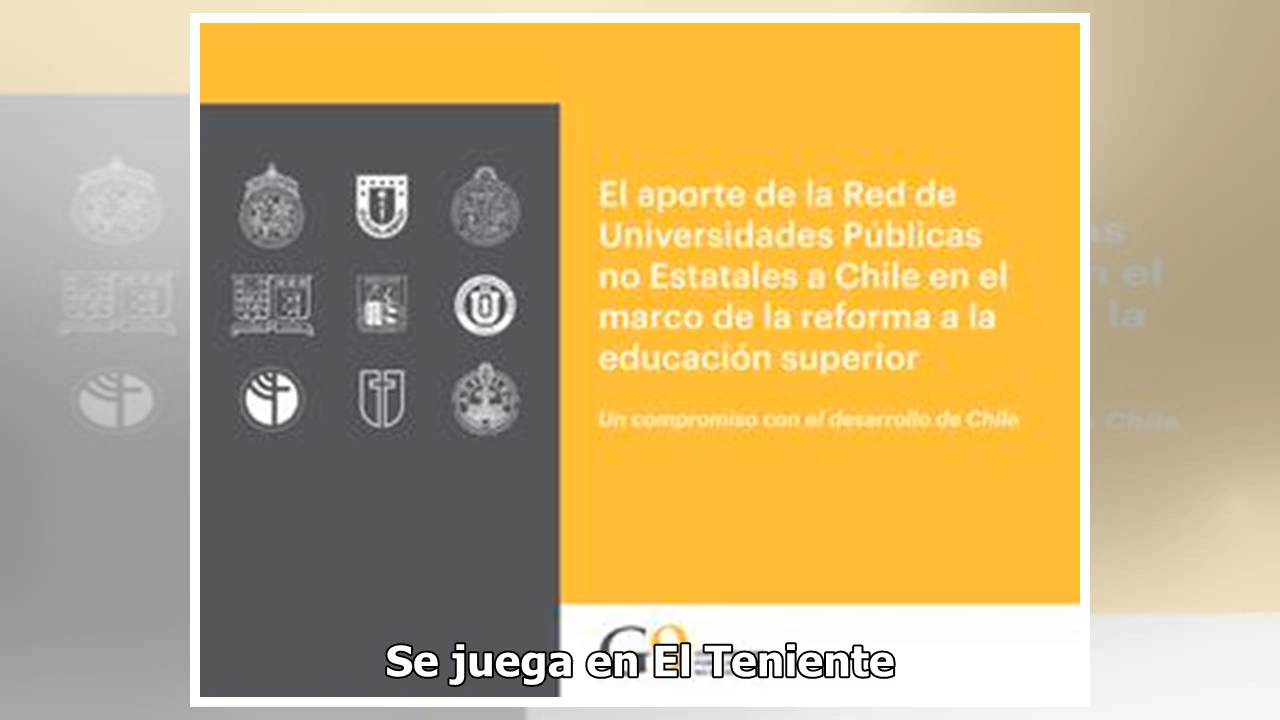 El aporte de la Red de
Universidades Públicas
no Estatales a Chile en el
marco de la reforma a la
educación superior
Un compromiso con el desarrollo de Chile
G9
Se juega en El Teniente